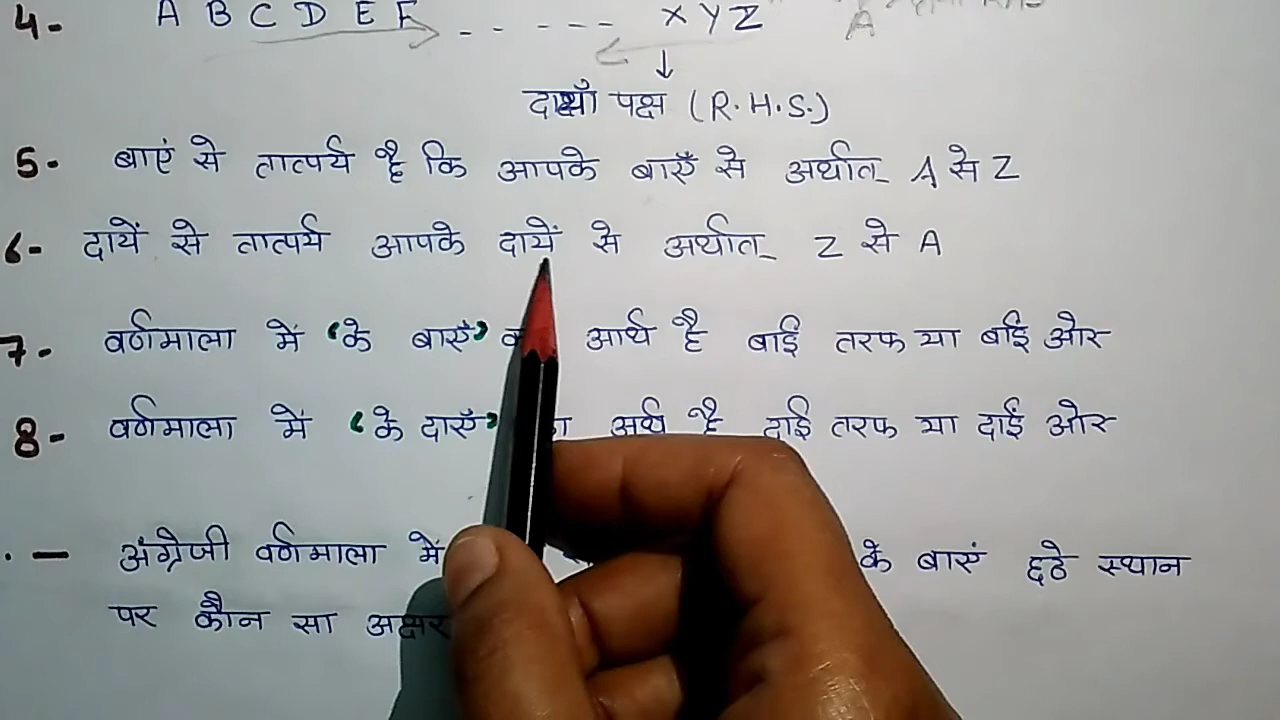 4- A B C D E F - - - - - - X Y Z A
दायाँ पक्ष (R.H.S.)
5- बाएं से तात्पर्य है कि आपके बाएँ से अर्थात् A से Z
6- दायें से तात्पर्य आपके दायें से अर्थात् Z से A
7- वर्णमाला में 'के बाएँ' आर्थ है बाईं तरफ या बाईं ओर
8- वर्णमाला में 'के दाएँ' अर्थ है दाईं तरफ या दाईं ओर
. - अंग्रेजी वर्णमाला में के बाएं छठे स्थान
पर कौन सा अक्षर